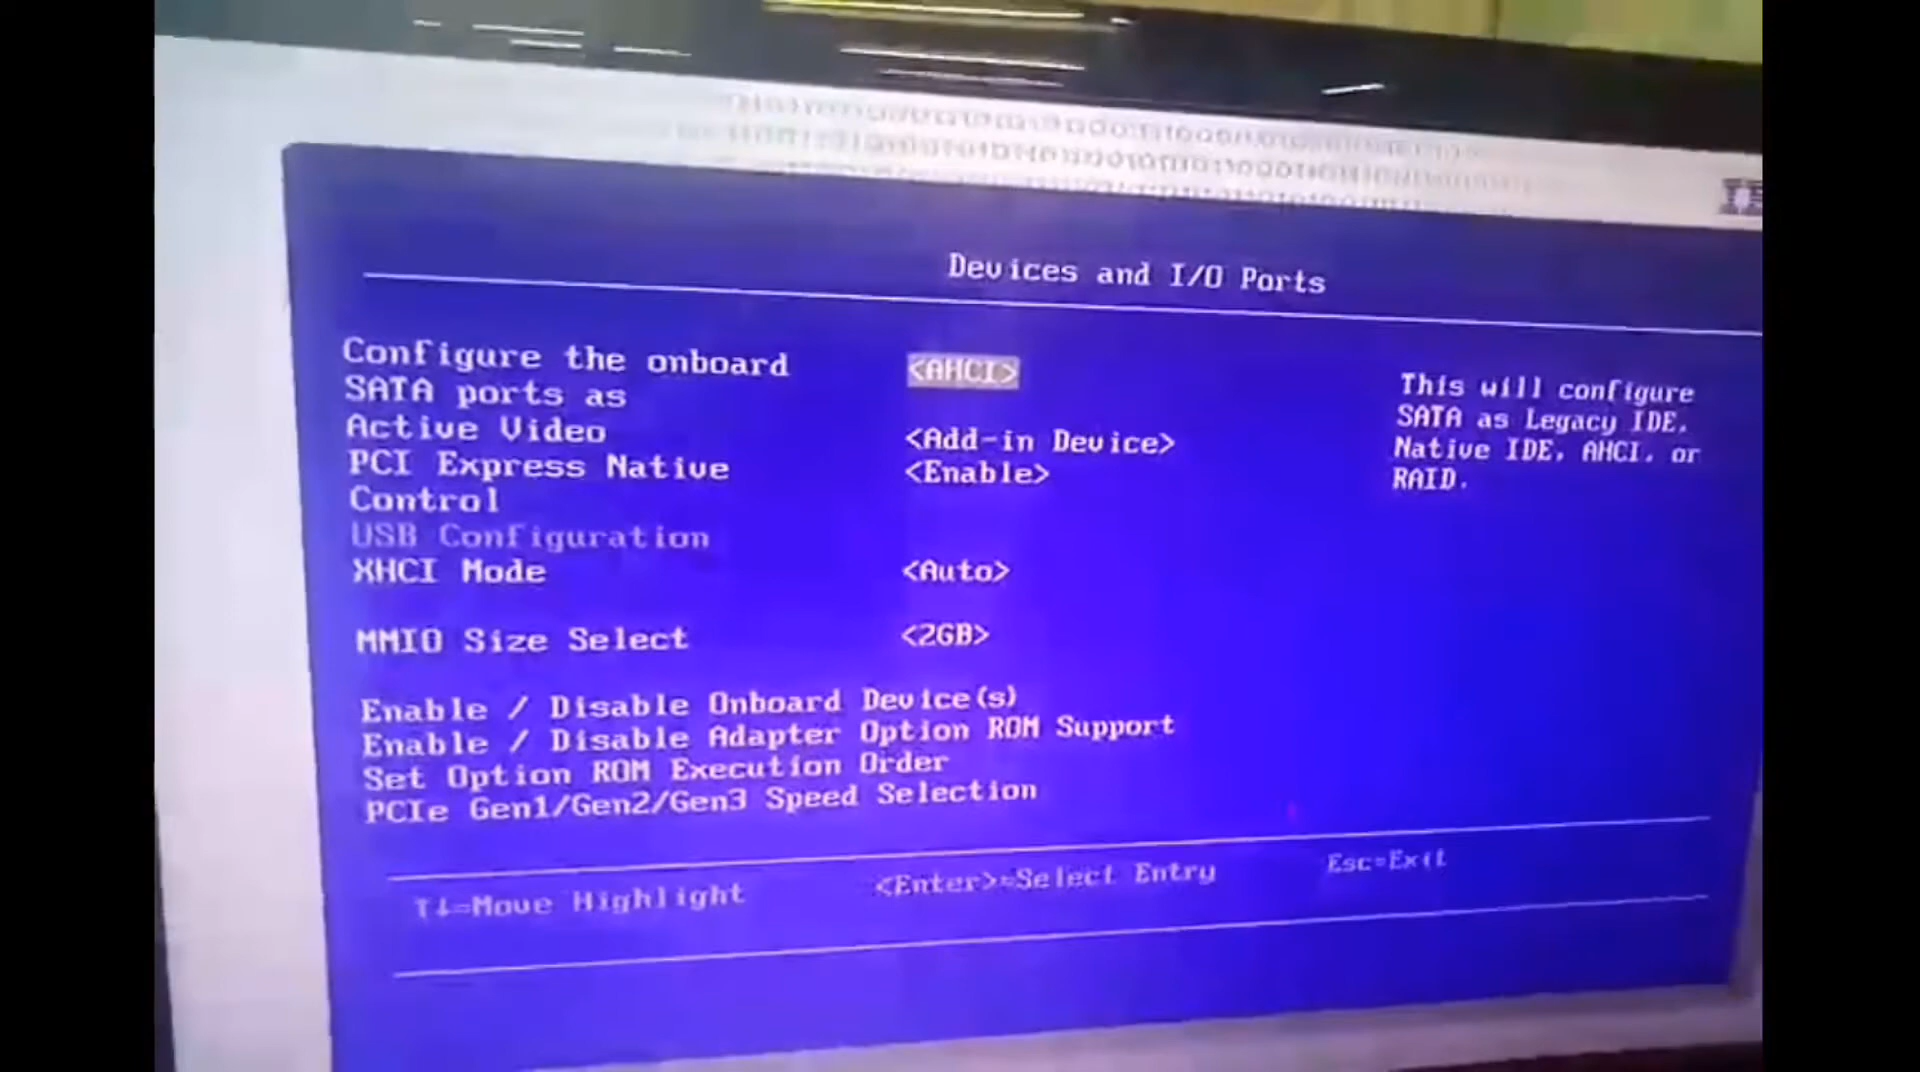 Devices and I/O Ports
Configure the onboard <AHCI>
SATA ports as
Active Video <Add-in Device>
PCI Express Native <Enable>
Control
USB Configuration
XHCI Mode <Auto>
MMIO Size Select <2GB>
Enable / Disable Onboard Device(s)
Enable / Disable Adapter Option ROM Support
Set Option ROM Execution Order
PCIe Gen1/Gen2/Gen3 Speed Selection
This will configure
SATA as Legacy IDE,
Native IDE, AHCI, or
RAID.
↑↓=Move Highlight <Enter>=Select Entry Esc=Exit